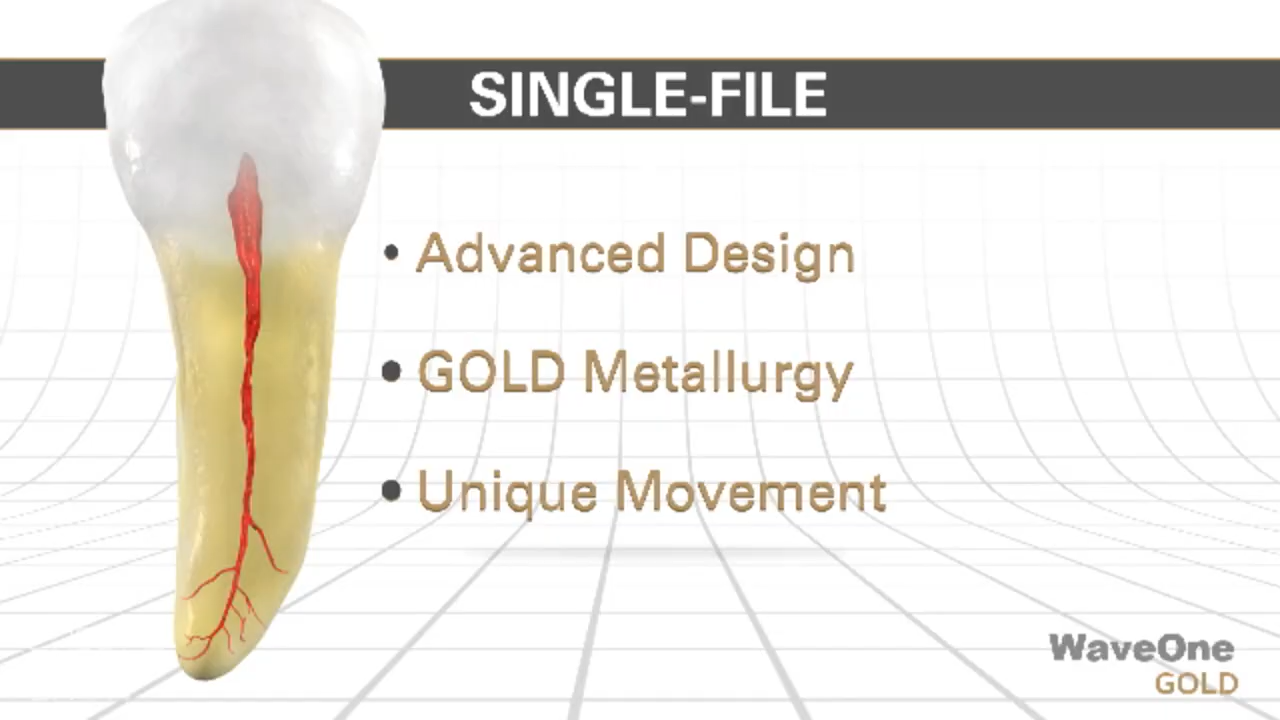 SINGLE-FILE
• Advanced Design
• GOLD Metallurgy
• Unique Movement
WaveOne
GOLD